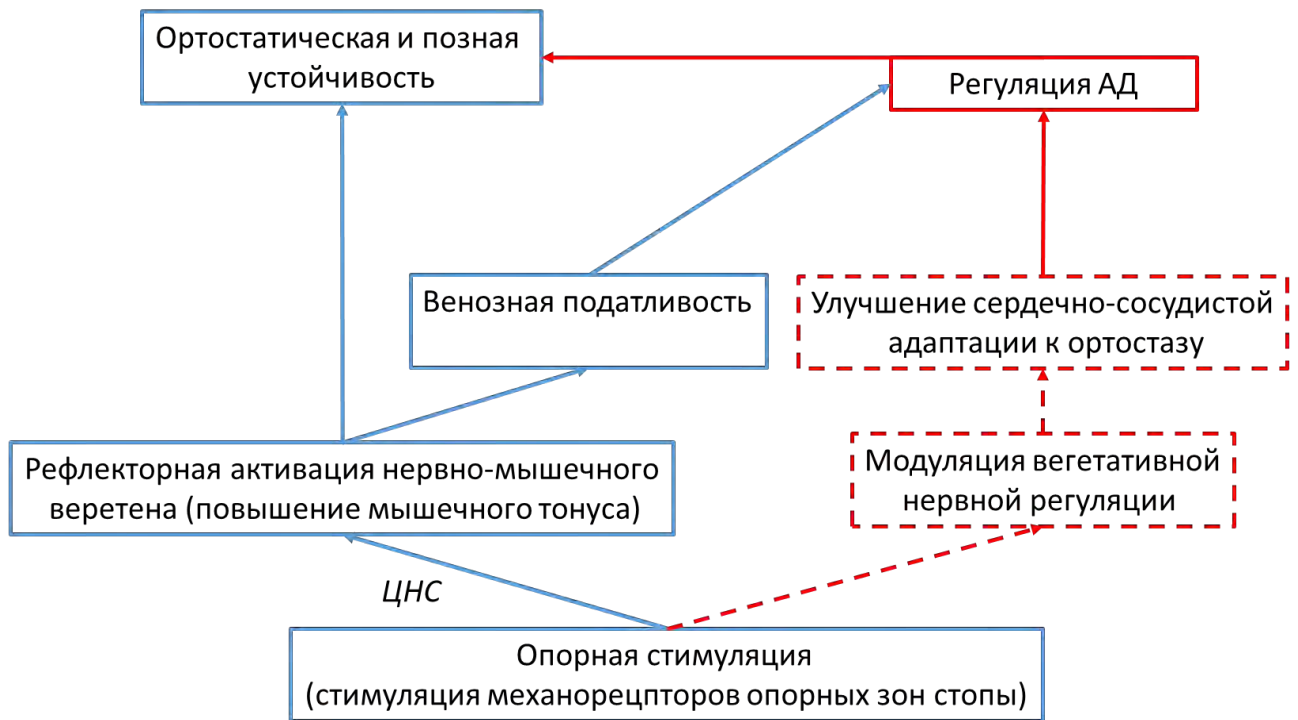 Ортостатическая и позная
устойчивость
Регуляция АД
Венозная податливость
Улучшение сердечно-сосудистой
адаптации к ортостазу
Рефлекторная активация нервно-мышечного
веретена (повышение мышечного тонуса)
Модуляция вегетативной
нервной регуляции
ЦНС
Опорная стимуляция
(стимуляция механорецпторов опорных зон стопы)